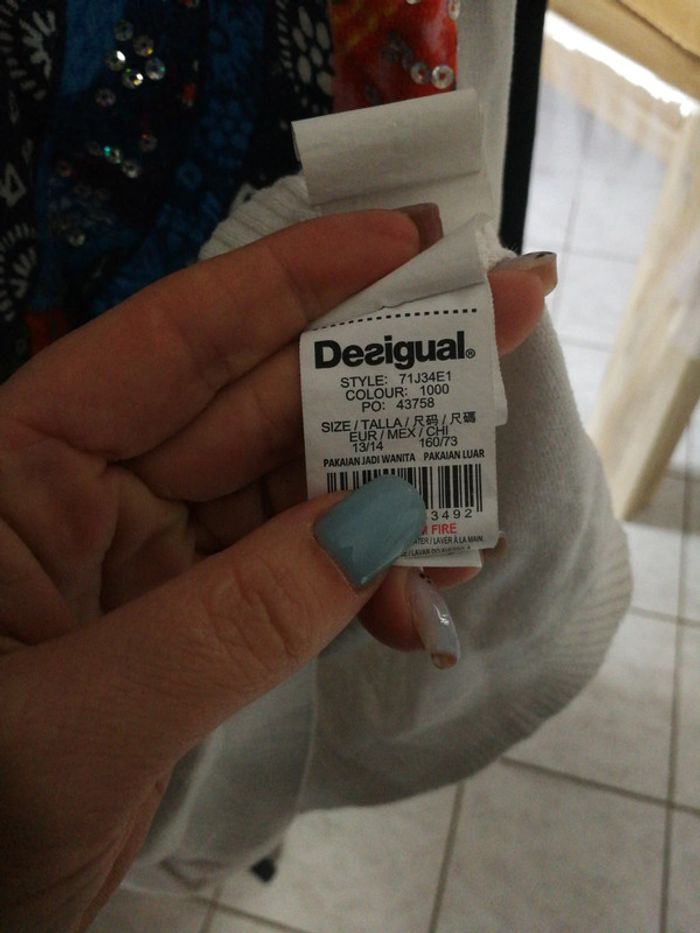 Desigual®
STYLE: 71J34E1
COLOUR: 1000
PO: 43758
SIZE / TALLA / 尺码 / 尺碼
EUR / MEX / CHI
13/14 160/73
PAKAIAN JADI WANITA PAKAIAN LUAR
3492
FIRE
LAVER À LA MAIN